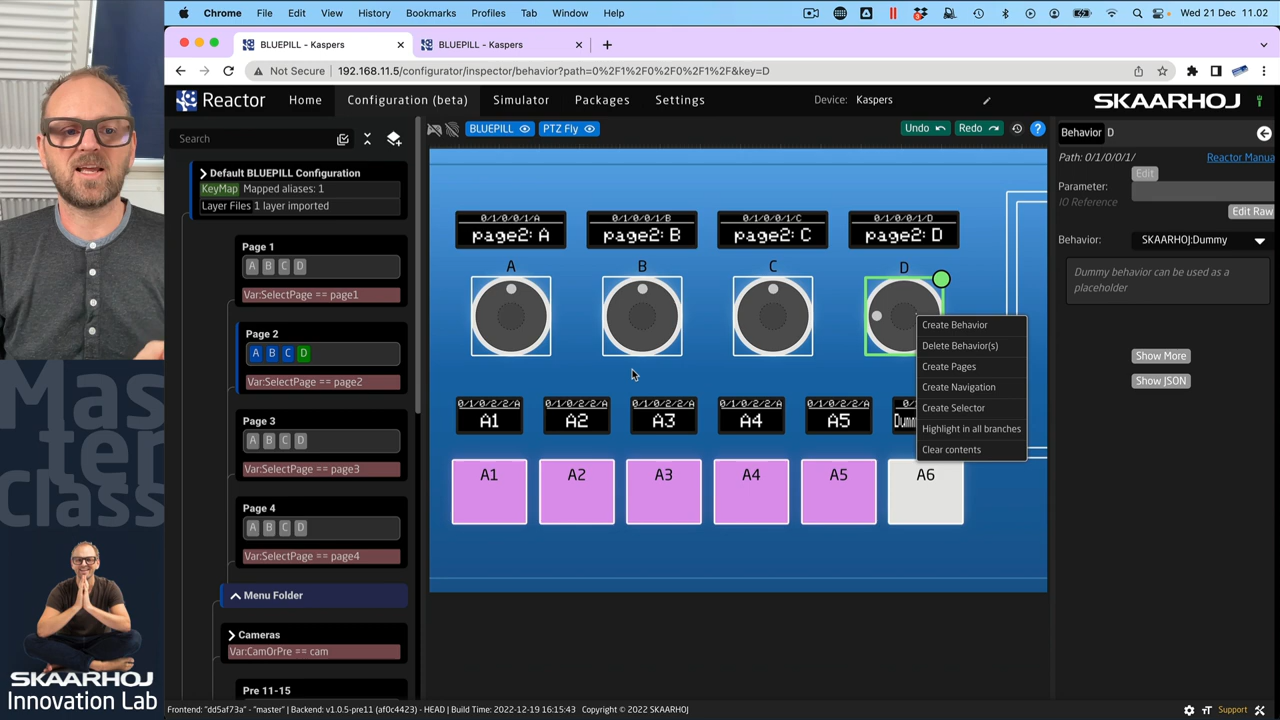 Chrome File Edit View History Bookmarks Profiles Tab Window Help Wed 21 Dec 11.02
BLUEPILL - Kaspers BLUEPILL - Kaspers
Not Secure 192.168.11.5/configurator/inspector/behavior?path=0%2F1%2F0%2F0%2F1%2F&key=D
Reactor Home Configuration (beta) Simulator Packages Settings Device: Kaspers SKAARHOJ
Search
BLUEPILL PTZ Fly Undo Redo ?
Behavior D
Path: 0/1/0/0/1/ Reactor Manua
Edit
Parameter:
IO Reference
Edit Raw
Behavior: SKAARHOJ:Dummy
Dummy behavior can be used as a
placeholder
Show More
Show JSON
Default BLUEPILL Configuration
KeyMap Mapped aliases: 1
Layer Files 1 layer imported
Page 1
A B C D
Var:SelectPage == page1
Page 2
A B C D
Var:SelectPage == page2
Page 3
A B C D
Var:SelectPage == page3
Page 4
A B C D
Var:SelectPage == page4
Menu Folder
Cameras
Var:CamOrPre == cam
Pre 11-15
0/1/0/0/1/A 0/1/0/0/1/B 0/1/0/0/1/C 0/1/0/0/1/D
page2: A page2: B page2: C page2: D
A B C D
Create Behavior
Delete Behavior(s)
Create Pages
Create Navigation
Create Selector
Highlight in all branches
Clear contents
0/1/0/2/2/A 0/1/0/2/2/A 0/1/0/2/2/A 0/1/0/2/2/A 0/1/0/2/2/A
A1 A2 A3 A4 A5
A1 A2 A3 A4 A5 A6
Master
Class
SKAARHOJ
Innovation Lab
Frontend: "dd5af73a" - "master" | Backend: v1.0.5-pre11 (af0c4423) - HEAD | Build Time: 2022-12-19 16:15:43 Copyright © 2022 SKAARHOJ Support